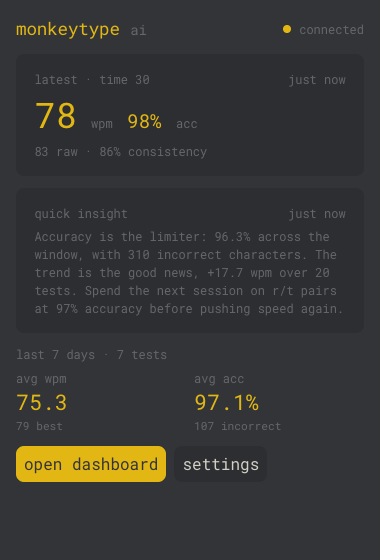 monkeytype ai
connected
latest · time 30
just now
78 wpm 98% acc
83 raw · 86% consistency
quick insight
just now
Accuracy is the limiter: 96.3% across the
window, with 310 incorrect characters. The
trend is the good news, +17.7 wpm over 20
tests. Spend the next session on r/t pairs
at 97% accuracy before pushing speed again.
last 7 days · 7 tests
avg wpm
75.3
79 best
avg acc
97.1%
107 incorrect
open dashboard
settings